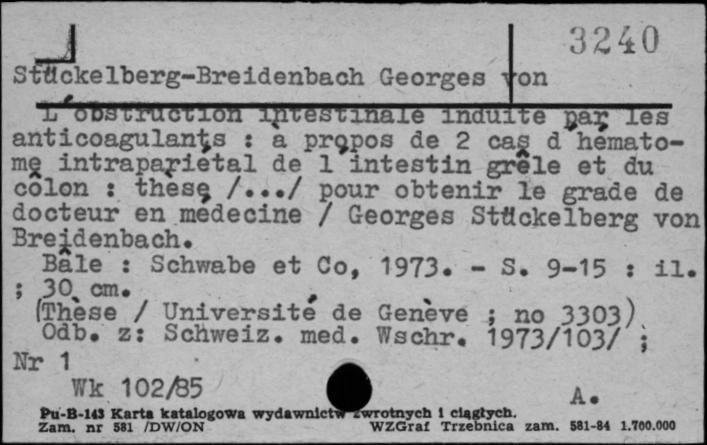 3240
Stückelberg-Breidenbach Georges von
L'obstruction intestinale induite par les
anticoagulants : à propos de 2 cas d'hémato-
me intrapariétal de l'intestin grêle et du
côlon : thèse /.../ pour obtenir le grade de
docteur en médecine / Georges Stückelberg von
Breidenbach.
Bâle : Schwabe et Co, 1973. - S. 9-15 : il.
; 30 cm.
(Thèse / Université de Genève ; no 3303)
Odb. z: Schweiz. med. Wschr. 1973/103/ ;
Nr 1
Wk 102/85
A.
Pu-B-143 Karta katalogowa wydawnictw zwrotnych i ciągłych.
Zam. nr 581 /DW/ON WZGraf Trzebnica zam. 581-84 1.700.000